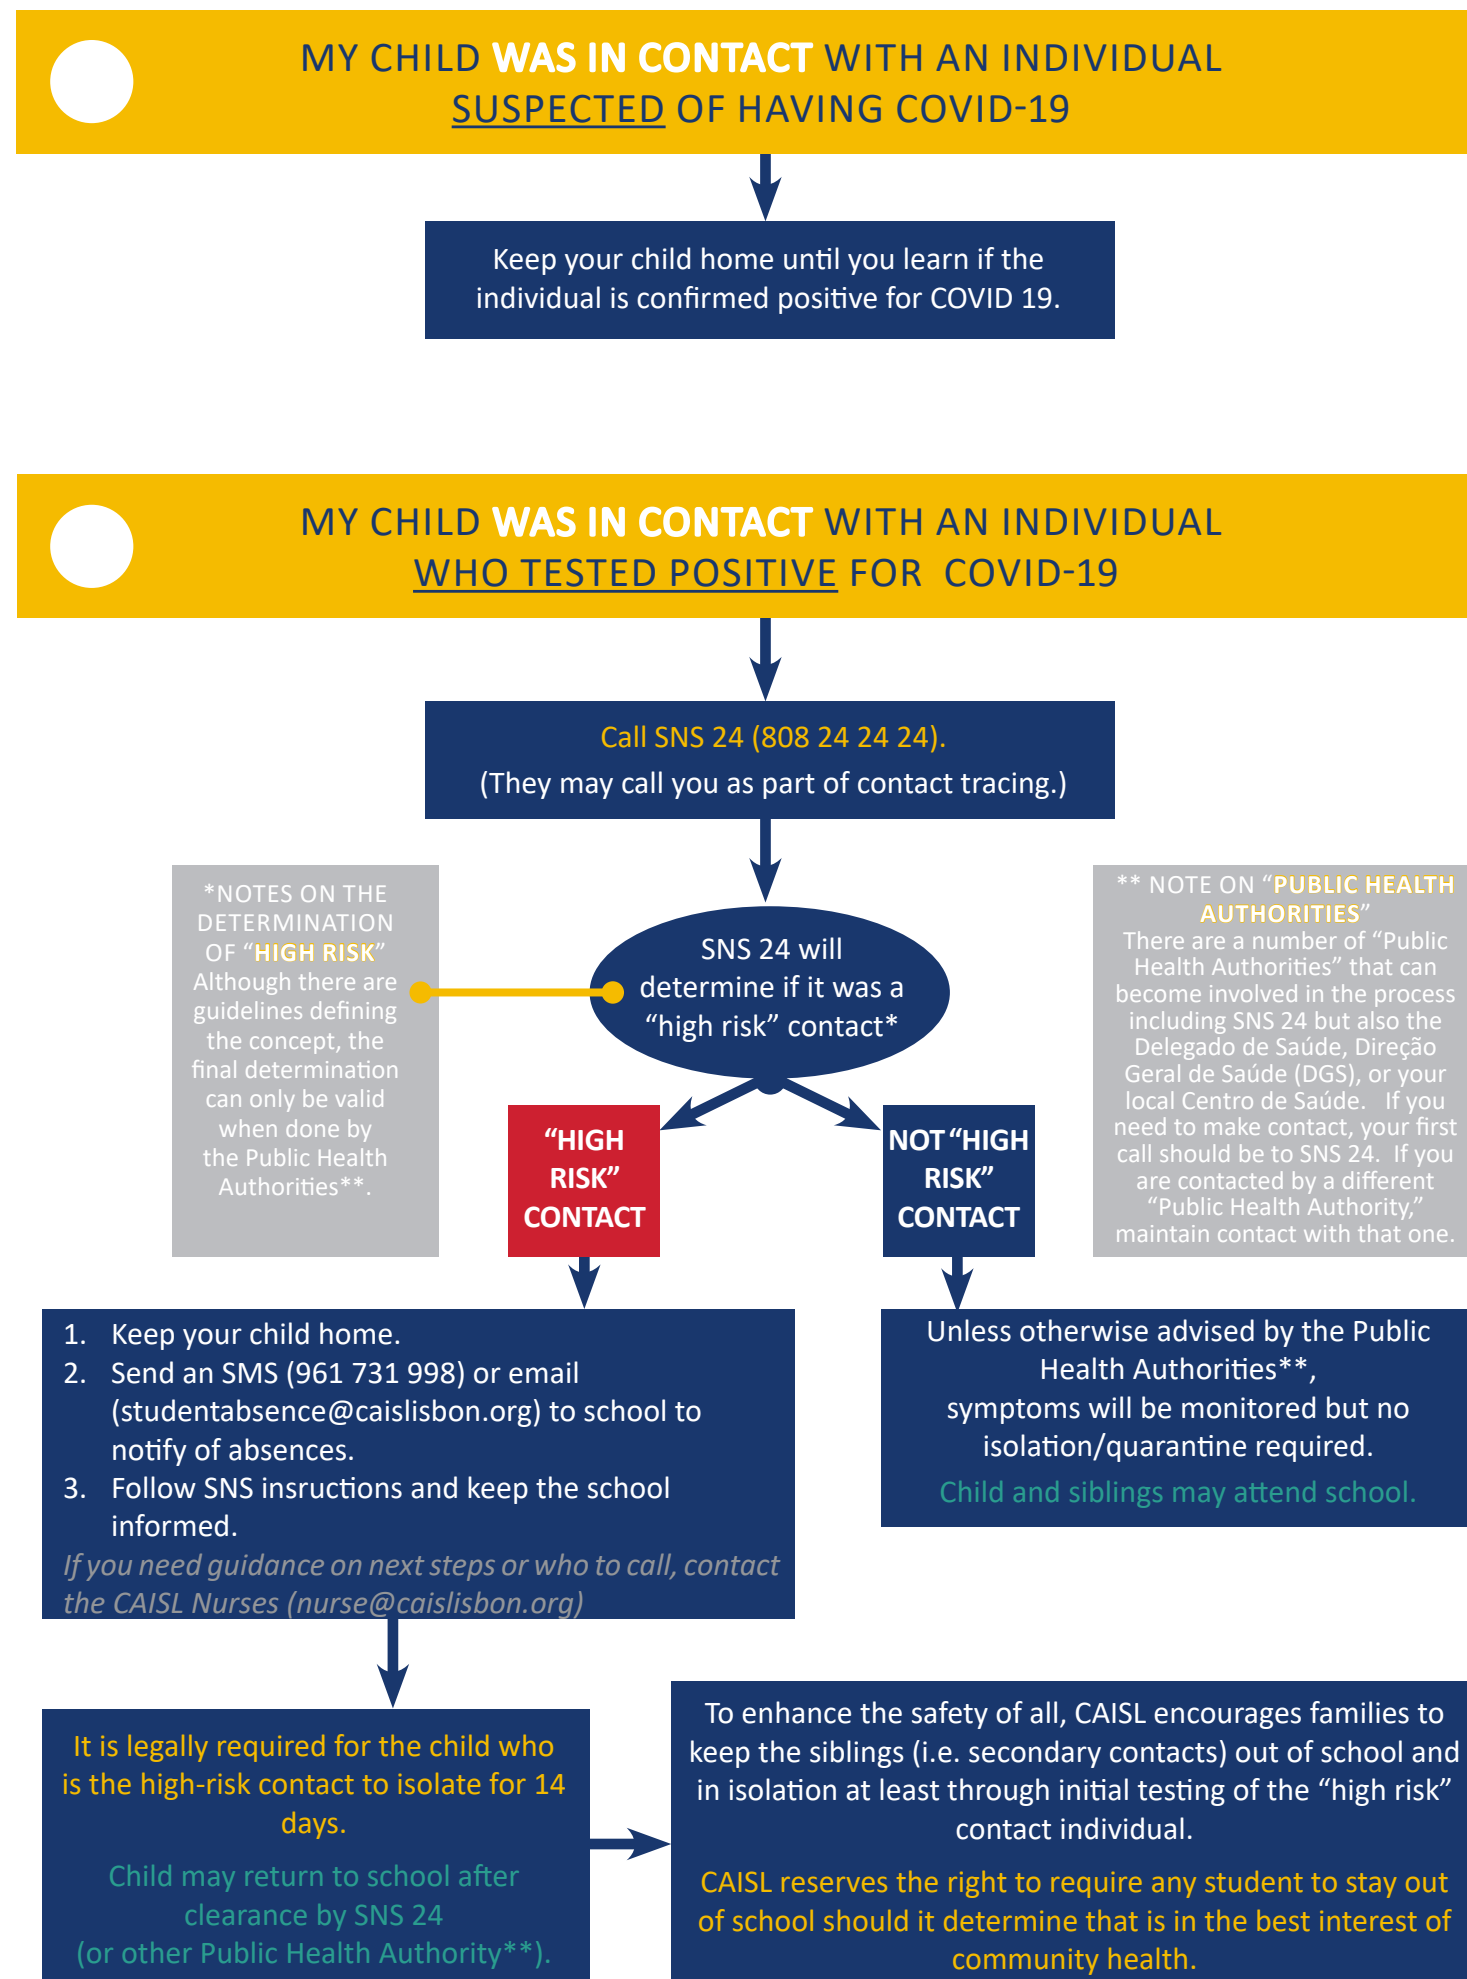 MY CHILD WAS IN CONTACT WITH AN INDIVIDUAL
SUSPECTED OF HAVING COVID-19
Keep your child home until you learn if the
individual is confirmed positive for COVID 19.
MY CHILD WAS IN CONTACT WITH AN INDIVIDUAL
WHO TESTED POSITIVE FOR COVID-19
Call SNS 24 (808 24 24 24).
(They may call you as part of contact tracing.)
*NOTES ON THE
DETERMINATION
OF “HIGH RISK”
Although there are
guidelines defining
the concept, the
final determination
can only be valid
when done by
the Public Health
Authorities**.
SNS 24 will
determine if it was a
“high risk” contact*
** NOTE ON “PUBLIC HEALTH
AUTHORITIES”
There are a number of “Public
Health Authorities” that can
become involved in the process
including SNS 24 but also the
Delegado de Saúde, Direção
Geral de Saúde (DGS), or your
local Centro de Saúde. If you
need to make contact, your first
call should be to SNS 24. If you
are contacted by a different
“Public Health Authority,”
maintain contact with that one.
“HIGH
RISK”
CONTACT
NOT “HIGH
RISK”
CONTACT
1. Keep your child home.
2. Send an SMS (961 731 998) or email
(studentabsence@caislisbon.org) to school to
notify of absences.
3. Follow SNS insructions and keep the school
informed.
If you need guidance on next steps or who to call, contact
the CAISL Nurses (nurse@caislisbon.org)
Unless otherwise advised by the Public
Health Authorities**,
symptoms will be monitored but no
isolation/quarantine required.
Child and siblings may attend school.
It is legally required for the child who
is the high-risk contact to isolate for 14
days.
Child may return to school after
clearance by SNS 24
(or other Public Health Authority**).
To enhance the safety of all, CAISL encourages families to
keep the siblings (i.e. secondary contacts) out of school and
in isolation at least through initial testing of the “high risk”
contact individual.
CAISL reserves the right to require any student to stay out
of school should it determine that is in the best interest of
community health.